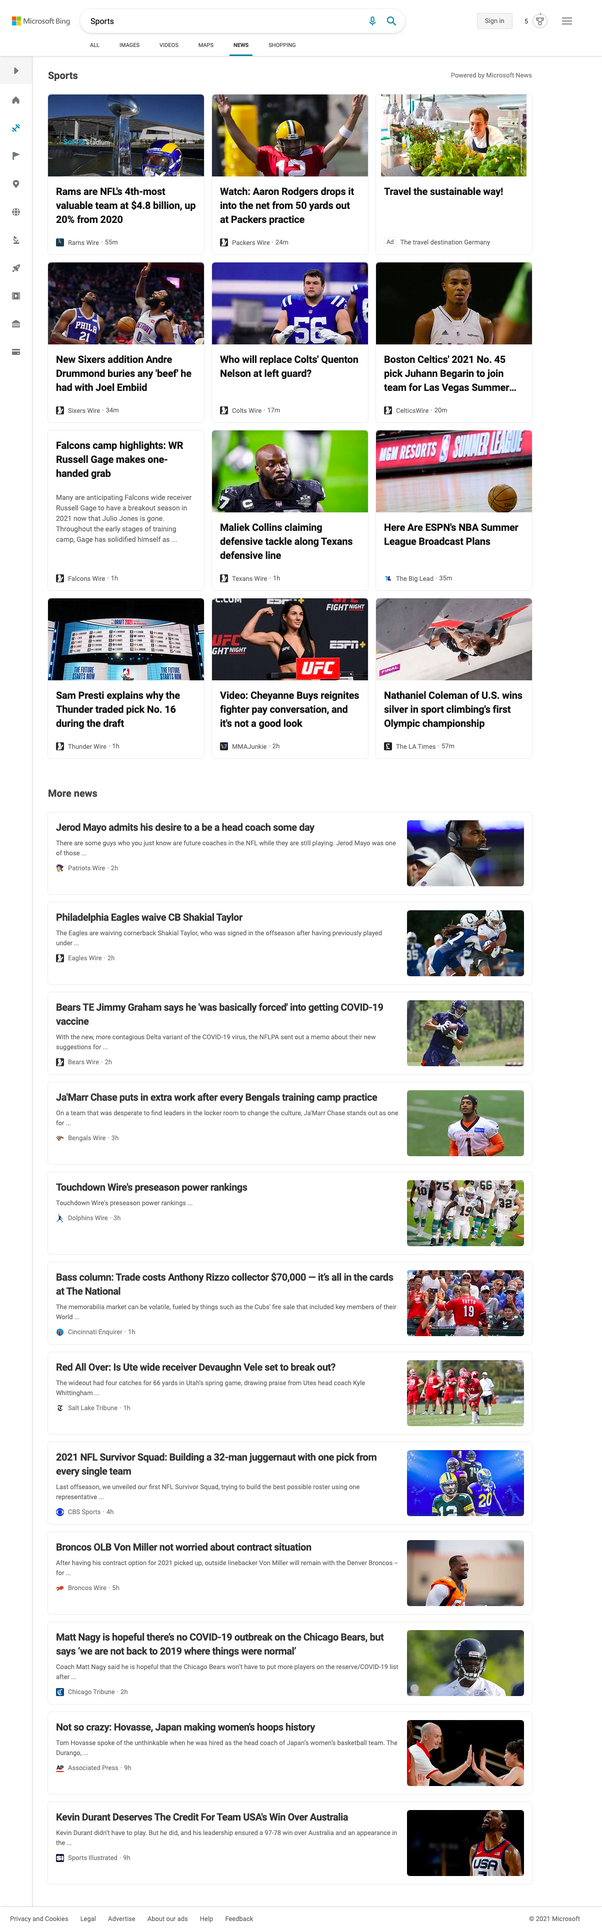 Microsoft Bing
Sports
Sign in
5
ALL
IMAGES
VIDEOS
MAPS
NEWS
SHOPPING
Sports
Powered by Microsoft News
Rams are NFL's 4th-most
valuable team at $4.8 billion, up
20% from 2020
Rams Wire · 55m
Watch: Aaron Rodgers drops it
into the net from 50 yards out
at Packers practice
Packers Wire · 24m
Travel the sustainable way!
Ad The travel destination Germany
New Sixers addition Andre
Drummond buries any 'beef' he
had with Joel Embiid
Sixers Wire · 34m
Who will replace Colts' Quenton
Nelson at left guard?
Colts Wire · 17m
Boston Celtics' 2021 No. 45
pick Juhann Begarin to join
team for Las Vegas Summer...
CelticsWire · 20m
Falcons camp highlights: WR
Russell Gage makes one-
handed grab
Many are anticipating Falcons wide receiver
Russell Gage to have a breakout season in
2021 now that Julio Jones is gone.
Throughout the early stages of training
camp, Gage has solidified himself as ...
Falcons Wire · 1h
Maliek Collins claiming
defensive tackle along Texans
defensive line
Texans Wire · 1h
MGM RESORTS SUMMER LEAGUE
Here Are ESPN's NBA Summer
League Broadcast Plans
The Big Lead · 35m
Sam Presti explains why the
Thunder traded pick No. 16
during the draft
Thunder Wire · 1h
FIGHT NIGHT
ESPN+
UFC
Video: Cheyanne Buys reignites
fighter pay conversation, and
it's not a good look
MMAJunkie · 2h
FINAL
Nathaniel Coleman of U.S. wins
silver in sport climbing's first
Olympic championship
The LA Times · 57m
More news
Jerod Mayo admits his desire to a be a head coach some day
There are some guys who you just know are future coaches in the NFL while they are still playing. Jerod Mayo was one
of those ...
Patriots Wire · 2h
Philadelphia Eagles waive CB Shakial Taylor
The Eagles are waiving cornerback Shakial Taylor, who was signed in the offseason after having previously played
under ...
Eagles Wire · 2h
Bears TE Jimmy Graham says he 'was basically forced' into getting COVID-19
vaccine
With the new, more contagious Delta variant of the COVID-19 virus, the NFLPA sent out a memo about their new
suggestions for ...
Bears Wire · 2h
Ja'Marr Chase puts in extra work after every Bengals training camp practice
On a team that was desperate to find leaders in the locker room to change the culture, Ja'Marr Chase stands out as one
for ...
Bengals Wire · 3h
Touchdown Wire's preseason power rankings
Touchdown Wire's preseason power rankings ...
Dolphins Wire · 3h
Bass column: Trade costs Anthony Rizzo collector $70,000 — it's all in the cards
at The National
The memorabilia market can be volatile, fueled by things such as the Cubs' fire sale that included key members of their
World ...
Cincinnati Enquirer · 1h
Red All Over: Is Ute wide receiver Devaughn Vele set to break out?
The wideout had four catches for 66 yards in Utah's spring game, drawing praise from Utes head coach Kyle
Whittingham ...
Salt Lake Tribune · 1h
2021 NFL Survivor Squad: Building a 32-man juggernaut with one pick from
every single team
Last offseason, we unveiled our first NFL Survivor Squad, trying to build the best possible roster using one
representative ...
CBS Sports · 4h
Broncos OLB Von Miller not worried about contract situation
After having his contract option for 2021 picked up, outside linebacker Von Miller will remain with the Denver Broncos –
for ...
Broncos Wire · 5h
Matt Nagy is hopeful there's no COVID-19 outbreak on the Chicago Bears, but
says 'we are not back to 2019 where things were normal'
Coach Matt Nagy said he is hopeful that the Chicago Bears won't have to put more players on the reserve/COVID-19 list
after ...
Chicago Tribune · 2h
Not so crazy: Hovasse, Japan making women's hoops history
Tom Hovasse spoke of the unthinkable when he was hired as the head coach of Japan's women's basketball team. The
Durango, ...
Associated Press · 9h
Kevin Durant Deserves The Credit For Team USA's Win Over Australia
Kevin Durant didn't have to play. But he did, and his leadership ensured a 97-78 win over Australia and an appearance in
the ...
Sports Illustrated · 9h
Privacy and Cookies
Legal
Advertise
About our ads
Help
Feedback
© 2021 Microsoft